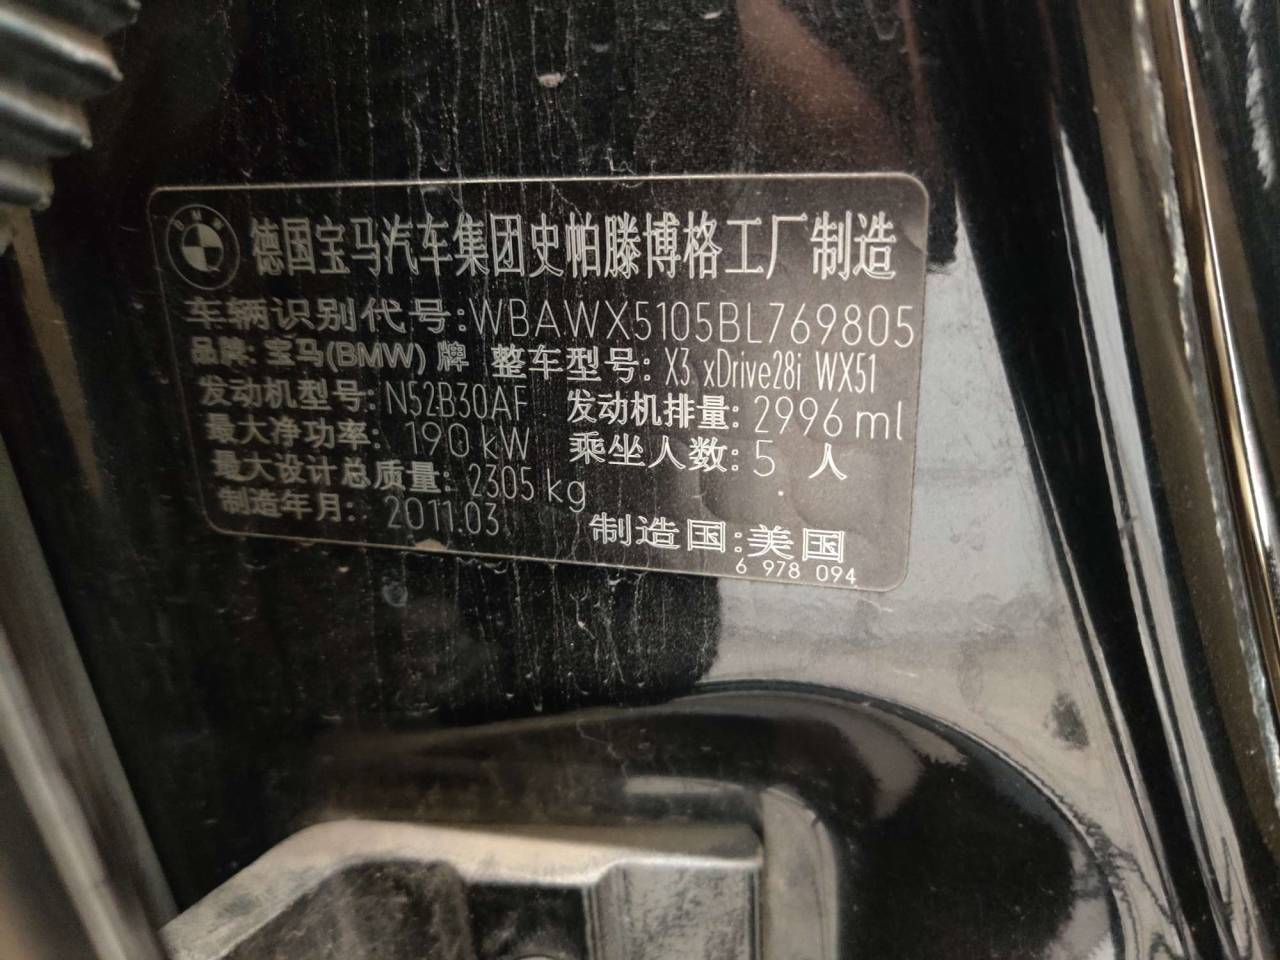 BMW
德国宝马汽车集团史帕滕博格工厂制造
车辆识别代号:WBAWX5105BL769805
品牌: 宝马(BMW) 牌 整车型号: X3 xDrive28i WX51
发动机型号: N52B30AF 发动机排量: 2996 ml
最大净功率: 190 kW 乘坐人数: 5 人
最大设计总质量: 2305 kg
制造年月: 2011.03 制造国:美国
6 978 094